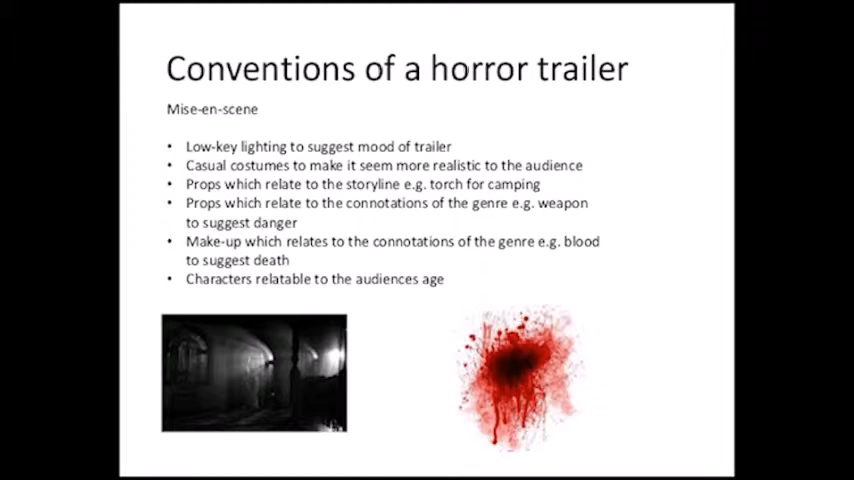 Conventions of a horror trailer
Mise-en-scene
• Low-key lighting to suggest mood of trailer
• Casual costumes to make it seem more realistic to the audience
• Props which relate to the storyline e.g. torch for camping
• Props which relate to the connotations of the genre e.g. weapon
to suggest danger
• Make-up which relates to the connotations of the genre e.g. blood
to suggest death
• Characters relatable to the audiences age